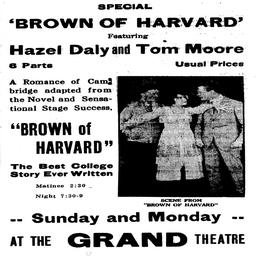 SPECIAL
'BROWN OF HARVARD'
Featuring
Hazel Daly and Tom Moore
6 Parts Usual Prices
A Romance of Cam
bridge adapted from
the Novel and Sensa-
tional Stage Success,
"BROWN of
HARVARD"
The Best College
Story Ever Written
Matinee 2:30
Night 7:30-9
SCENE FROM
"BROWN OF HARVARD"
-- Sunday and Monday --
AT THE GRAND THEATRE